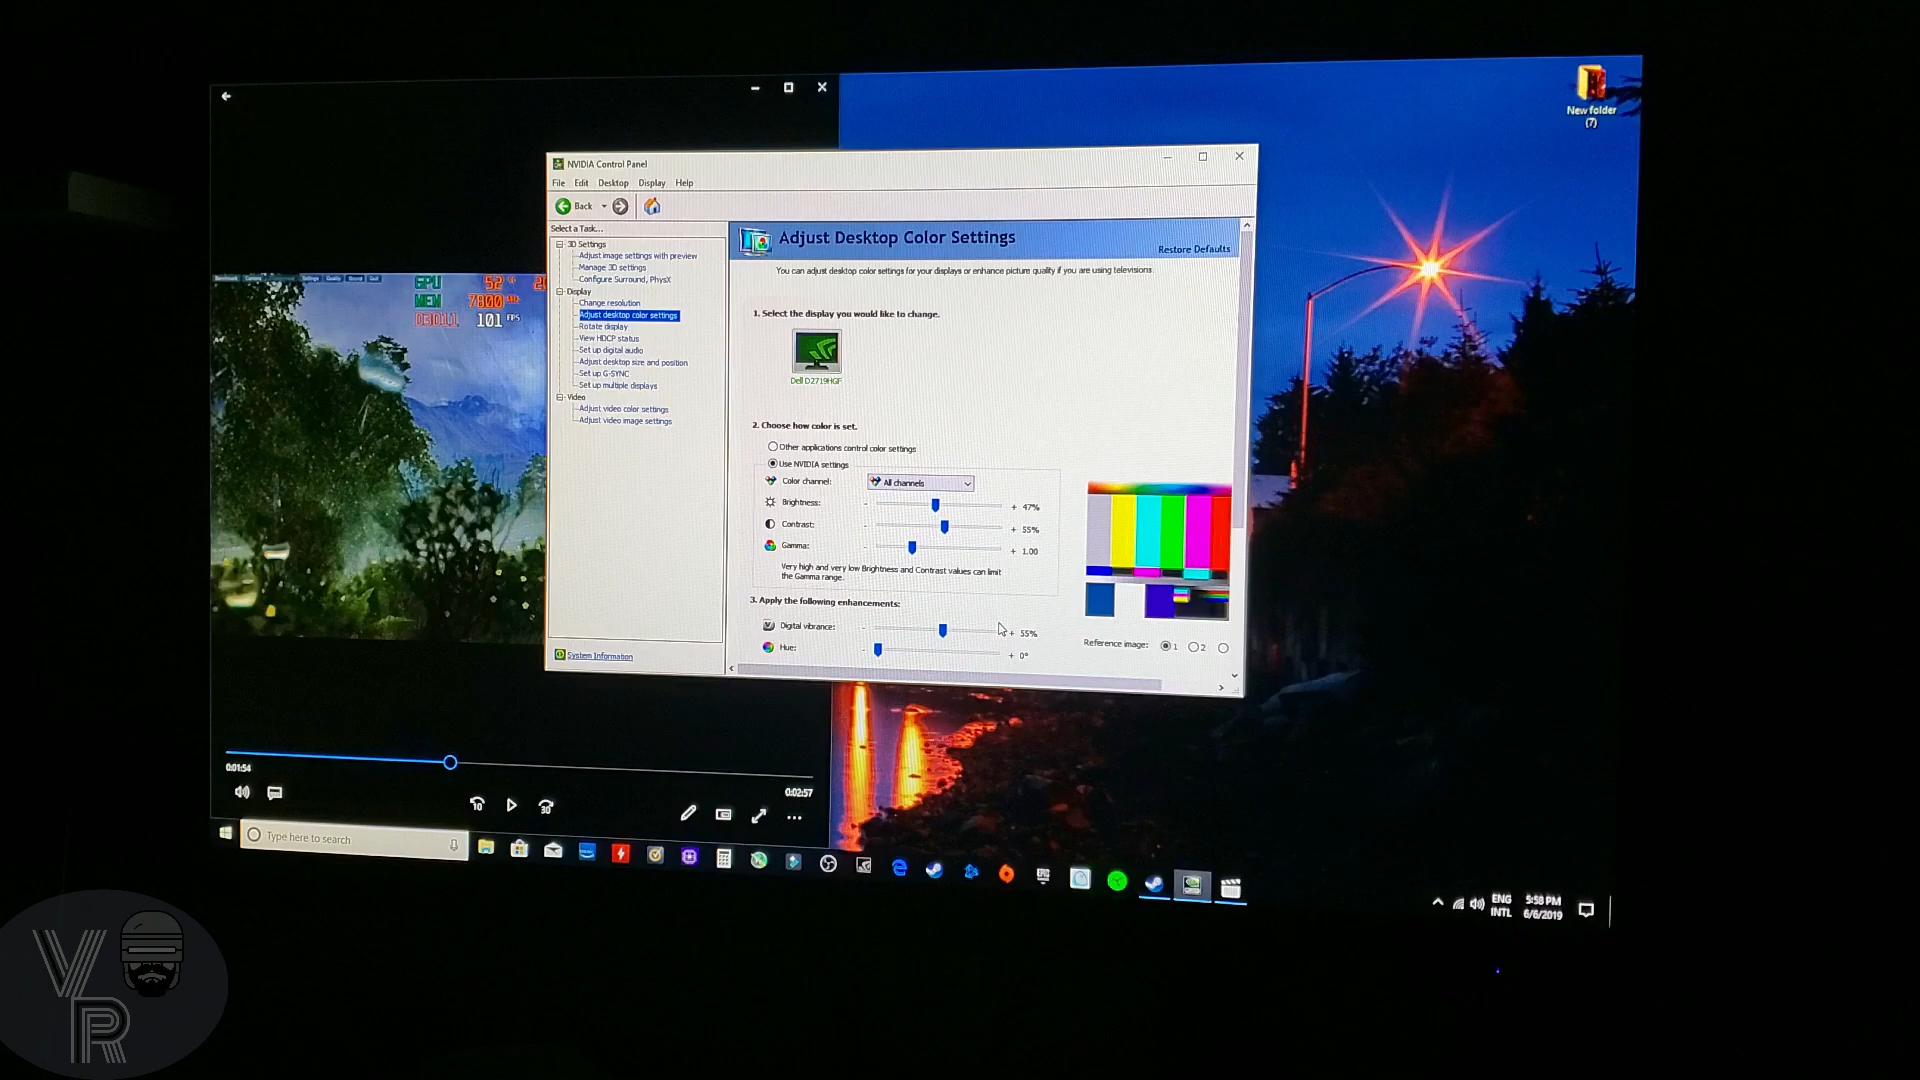 New folder
(7)
NVIDIA Control Panel
File Edit Desktop Display Help
Back
Select a Task...
3D Settings
Adjust image settings with preview
Manage 3D settings
Configure Surround, PhysX
Display
Change resolution
Adjust desktop color settings
Rotate display
View HDCP status
Set up digital audio
Adjust desktop size and position
Set up G-SYNC
Set up multiple displays
Video
Adjust video color settings
Adjust video image settings
System Information
Adjust Desktop Color Settings
Restore Defaults
You can adjust desktop color settings for your displays or enhance picture quality if you are using televisions.
1. Select the display you would like to change.
Dell D2719HGF
2. Choose how color is set.
Other applications control color settings
Use NVIDIA settings
Color channel: All channels
Brightness: - + 47%
Contrast: - + 55%
Gamma: - + 1.00
Very high and very low Brightness and Contrast values can limit
the Gamma range.
3. Apply the following enhancements:
Digital vibrance: - + 55%
Hue: - + 0°
Reference image: 1 2
GPU 52
MEM 7800
D3D11 101 FPS
0:01:54
0:02:57
10
30
Type here to search
EPIC
ENG
INTL
5:58 PM
6/6/2019
VR